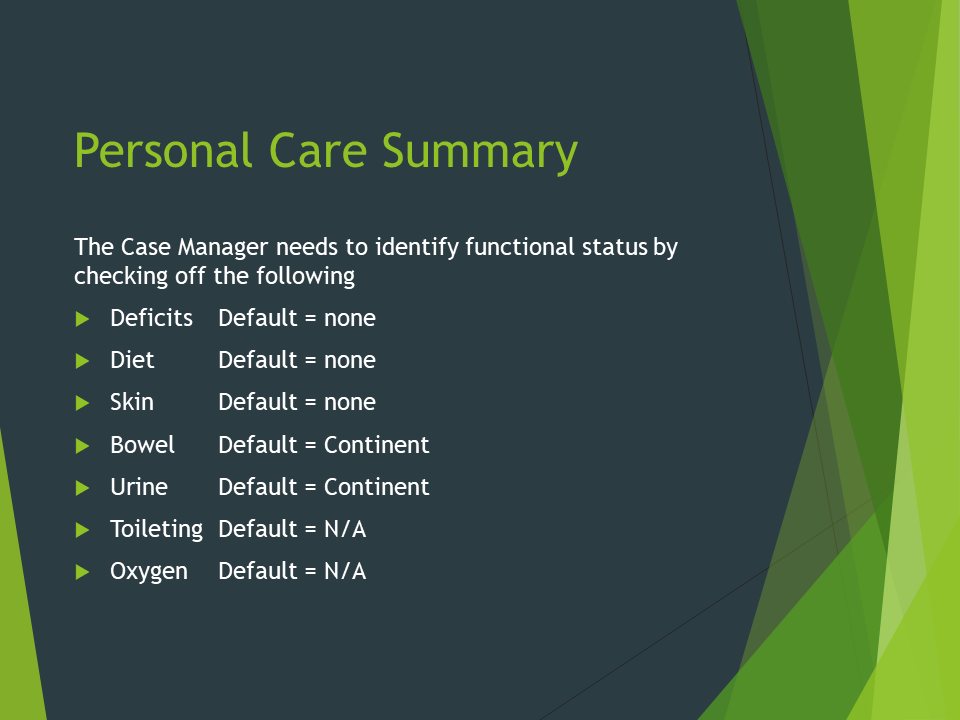 Personal Care Summary
The Case Manager needs to identify functional status by
checking off the following
Deficits Default = none
Diet Default = none
Skin Default = none
Bowel Default = Continent
Urine Default = Continent
Toileting Default = N/A
Oxygen Default = N/A